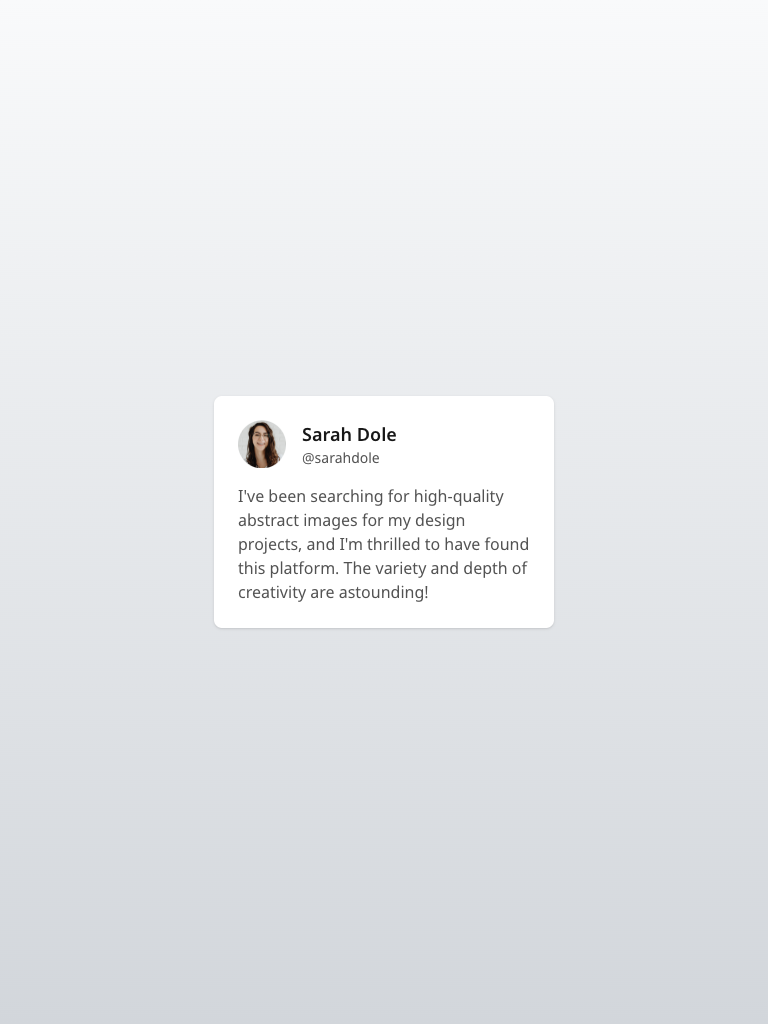 Sarah Dole
@sarahdole
I've been searching for high-quality
abstract images for my design
projects, and I'm thrilled to have found
this platform. The variety and depth of
creativity are astounding!